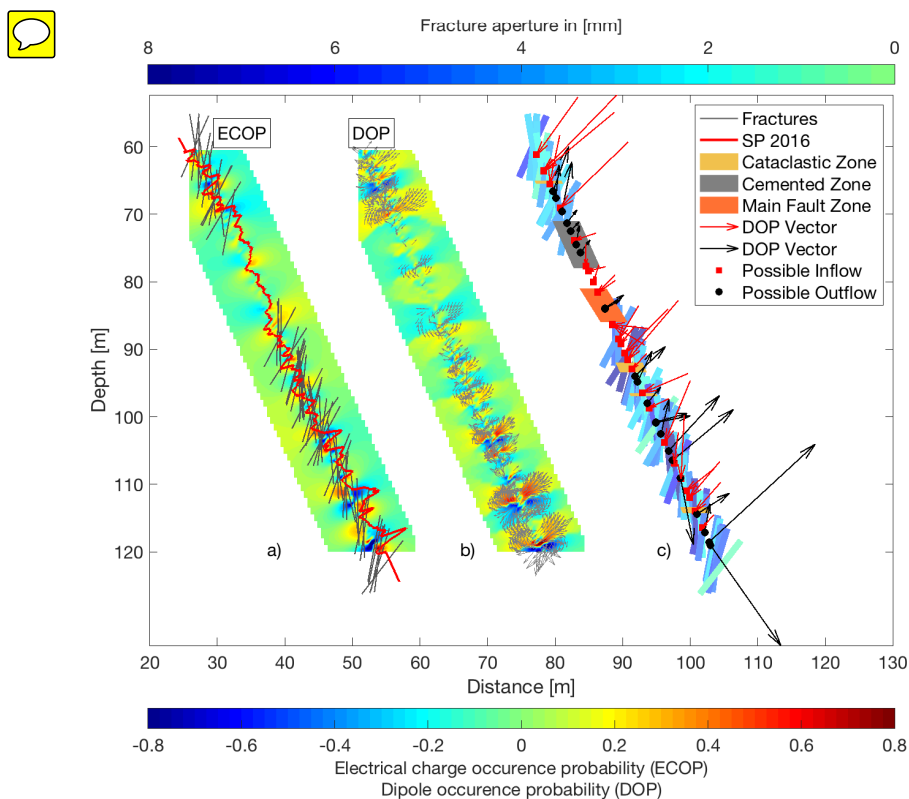 Fracture aperture in [mm]
8 6 4 2 0
ECOP
DOP
Fractures
SP 2016
Cataclastic Zone
Cemented Zone
Main Fault Zone
DOP Vector
DOP Vector
Possible Inflow
Possible Outflow
60
70
80
90
100
110
120
Depth [m]
a)
b)
c)
20 30 40 50 60 70 80 90 100 110 120 130
Distance [m]
-0.8 -0.6 -0.4 -0.2 0 0.2 0.4 0.6 0.8
Electrical charge occurence probability (ECOP)
Dipole occurence probability (DOP)